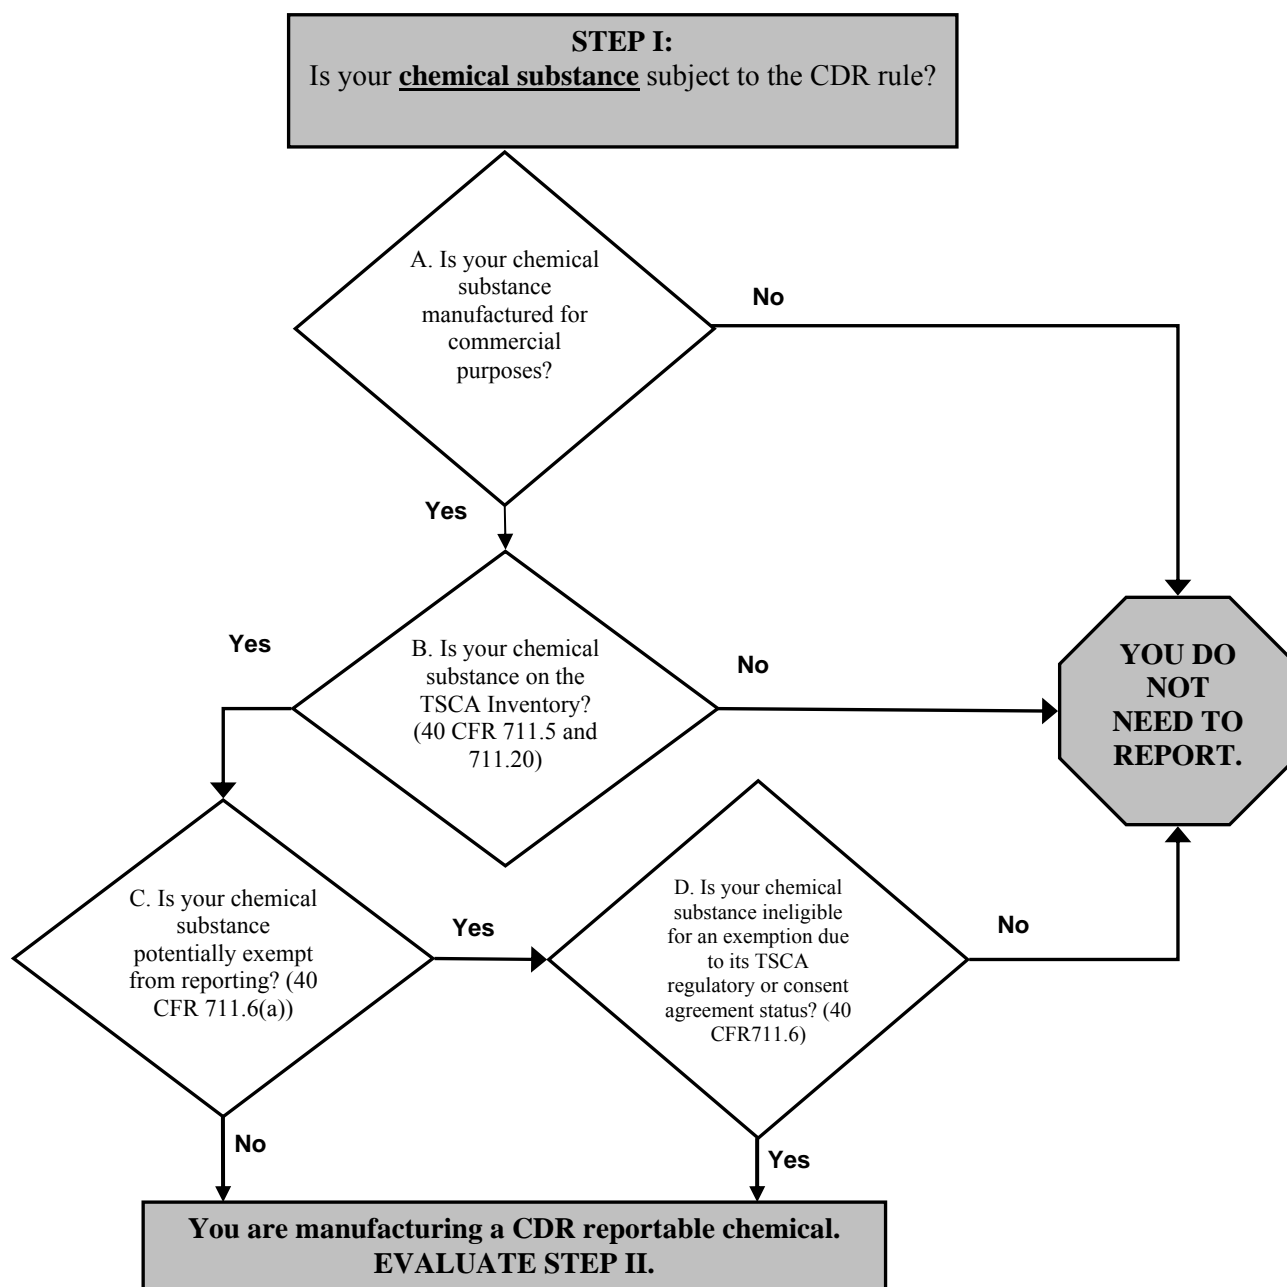 STEP I:
Is your chemical substance subject to the CDR rule?
A. Is your chemical
substance
manufactured for
commercial
purposes?
No
Yes
B. Is your chemical
substance on the
TSCA Inventory?
(40 CFR 711.5 and
711.20)
Yes
No
YOU DO
NOT
NEED TO
REPORT.
C. Is your chemical
substance
potentially exempt
from reporting? (40
CFR 711.6(a))
Yes
D. Is your chemical
substance ineligible
for an exemption due
to its TSCA
regulatory or consent
agreement status? (40
CFR711.6)
No
No
Yes
You are manufacturing a CDR reportable chemical.
EVALUATE STEP II.